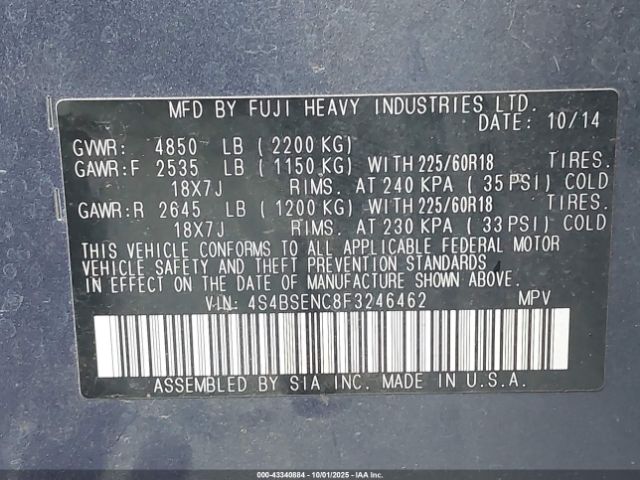 MFD BY FUJI HEAVY INDUSTRIES LTD.
DATE: 10/14
GVWR: 4850 LB (2200 KG)
GAWR:F 2535 LB (1150 KG) WITH 225/60R18 TIRES.
18X7J RIMS. AT 240 KPA (35 PSI) COLD
GAWR:R 2645 LB (1200 KG) WITH 225/60R18 TIRES.
18X7J RIMS. AT 230 KPA (33 PSI) COLD
THIS VEHICLE CONFORMS TO ALL APPLICABLE FEDERAL MOTOR
VEHICLE SAFETY AND THEFT PREVENTION STANDARDS
IN EFFECT ON THE DATE OF MANUFACTURE SHOWN ABOVE.
VIN: 4S4BSENC8F3246462 MPV
ASSEMBLED BY SIA INC. MADE IN U.S.A.
000-43340884 - 10/01/2025 - COPART.COM